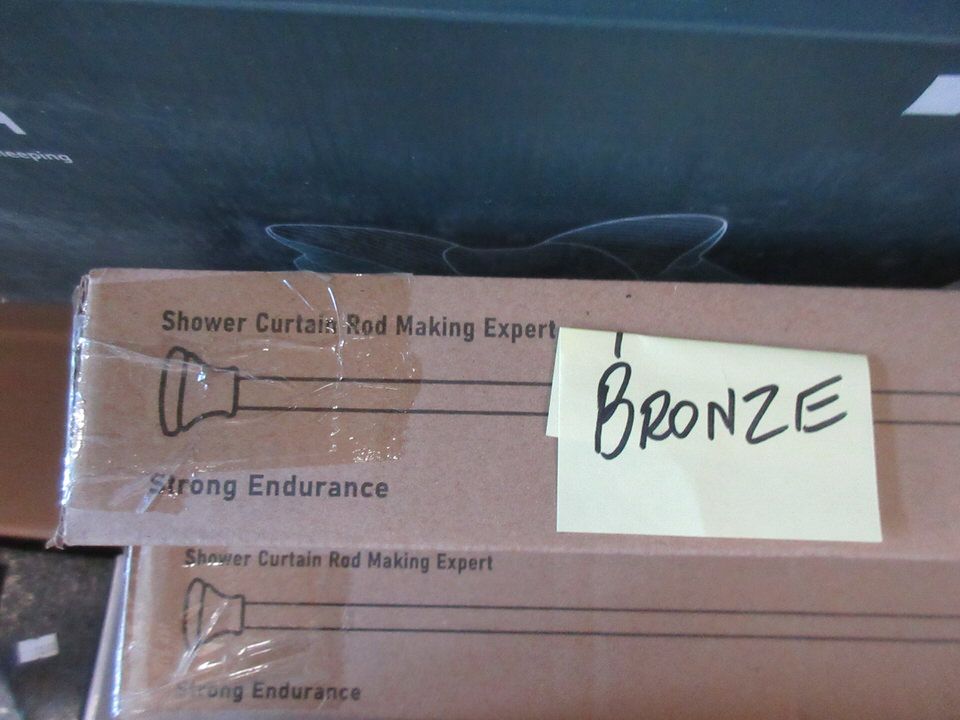 Shower Curtain Rod Making Expert
BRONZE
Strong Endurance
Shower Curtain Rod Making Expert
Strong Endurance